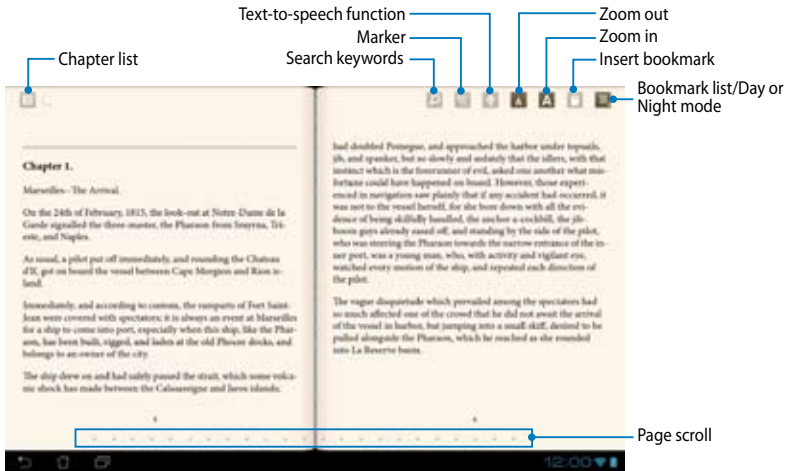 Text-to-speech function
Zoom out
Marker
Zoom in
Chapter list
Search keywords
Insert bookmark
Bookmark list/Day or
Night mode
Chapter 1.
Marseilles--The Arrival.
On the 24th of February, 1815, the look-out at Notre-Dame de la
Garde signalled the three-master, the Pharaon from Smyrna, Tri-
este, and Naples.
As usual, a pilot put off immediately, and rounding the Chateau
d'If, got on board the vessel between Cape Morgion and Rion is-
land.
Immediately, and according to custom, the ramparts of Fort Saint-
Jean were covered with spectators; it is always an event at Marseilles
for a ship to come into port, especially when this ship, like the Phar-
aon, has been built, rigged, and laden at the old Phocee docks, and
belongs to an owner of the city.
The ship drew on and had safely passed the strait, which some volca-
nic shock has made between the Calasareigne and Jaros islands;
had doubled Pomegue, and approached the harbor under topsails,
jib, and spanker, but so slowly and sedately that the idlers, with that
instinct which is the forerunner of evil, asked one another what mis-
fortune could have happened on board. However, those experi-
enced in navigation saw plainly that if any accident had occurred, it
was not to the vessel herself, for she bore down with all the evi-
dence of being skilfully handled, the anchor a-cockbill, the jib-
boom guys already eased off, and standing by the side of the pilot,
who was steering the Pharaon towards the narrow entrance of the in-
ner port, was a young man, who, with activity and vigilant eye,
watched every motion of the ship, and repeated each direction of
the pilot.
The vague disquietude which prevailed among the spectators had
so much affected one of the crowd that he did not await the arrival
of the vessel in harbor, but jumping into a small skiff, desired to be
pulled alongside the Pharaon, which he reached as she rounded
into La Reserve basin.
Page scroll
12:00